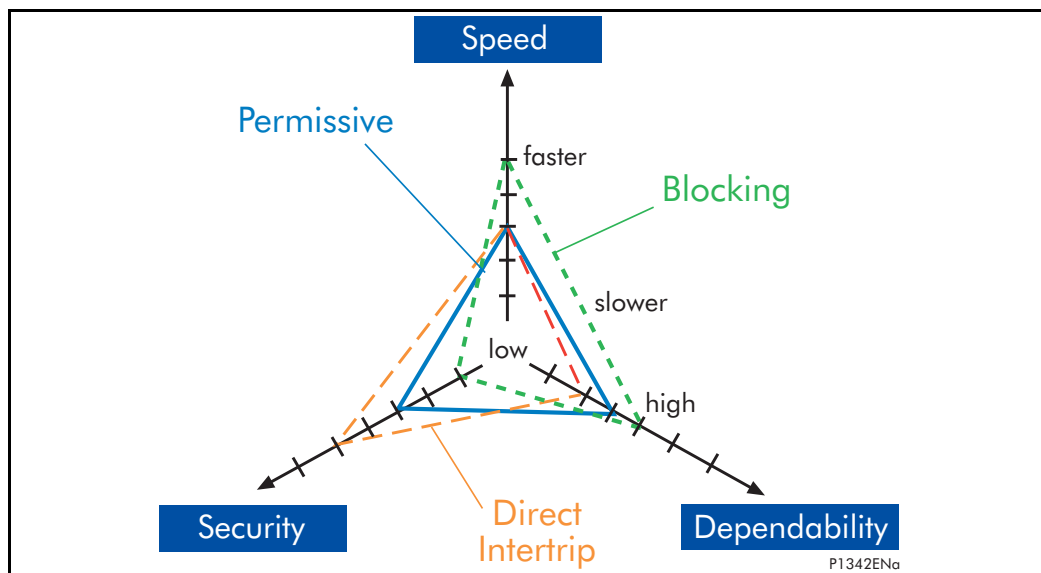 Speed
Permissive
faster
Blocking
slower
low
high
Security
Direct
Intertrip
Dependability
P1342ENa